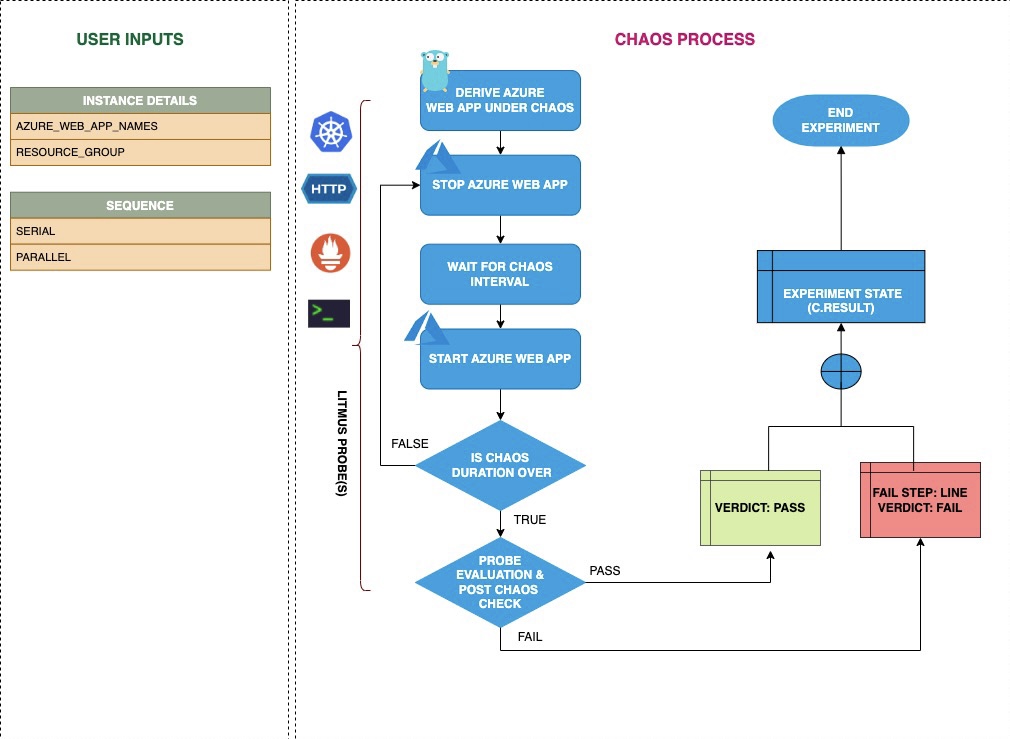 USER INPUTS
INSTANCE DETAILS
AZURE_WEB_APP_NAMES
RESOURCE_GROUP
SEQUENCE
SERIAL
PARALLEL
CHAOS PROCESS
HTTP
>_
LITMUS PROBE(S)
DERIVE AZURE
WEB APP UNDER CHAOS
STOP AZURE WEB APP
WAIT FOR CHAOS
INTERVAL
START AZURE WEB APP
FALSE
IS CHAOS
DURATION OVER
TRUE
PROBE
EVALUATION &
POST CHAOS
CHECK
PASS
FAIL
VERDICT: PASS
FAIL STEP: LINE
VERDICT: FAIL
EXPERIMENT STATE
(C.RESULT)
END
EXPERIMENT